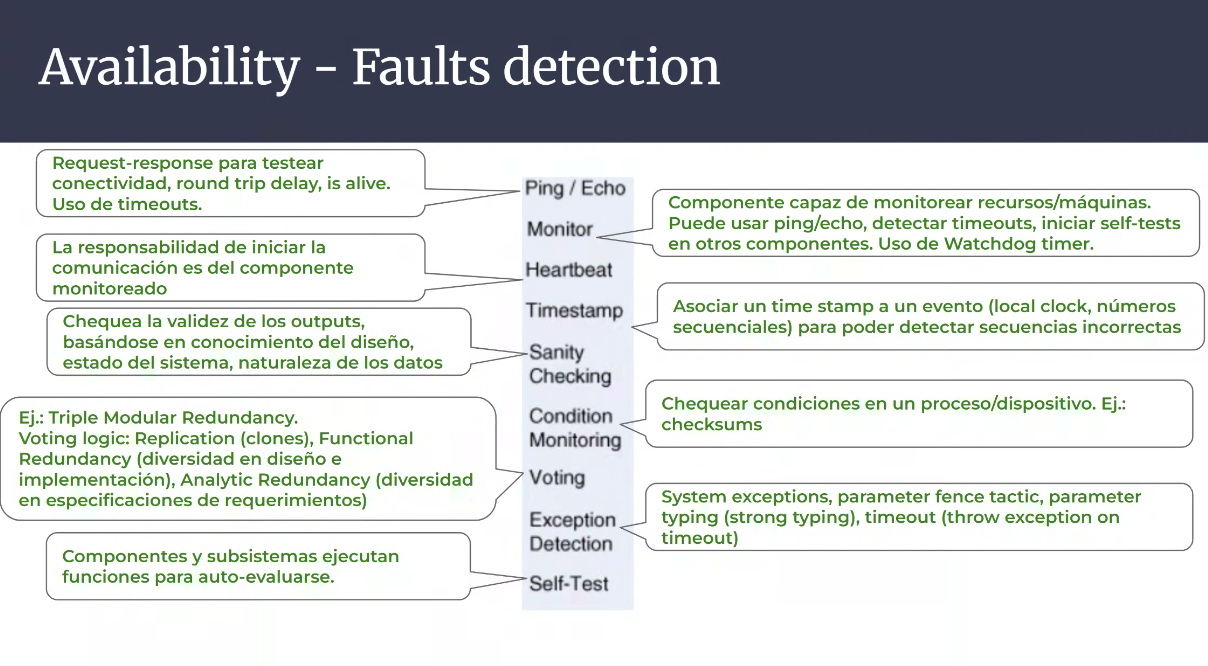 Availability - Faults detection
Request-response para testear
conectividad, round trip delay, is alive.
Uso de timeouts.
Ping / Echo
Componente capaz de monitorear recursos/máquinas.
Puede usar ping/echo, detectar timeouts, iniciar self-tests
en otros componentes. Uso de Watchdog timer.
Monitor
La responsabilidad de iniciar la
comunicación es del componente
monitoreado
Heartbeat
Timestamp
Asociar un time stamp a un evento (local clock, números
secuenciales) para poder detectar secuencias incorrectas
Chequea la validez de los outputs,
basándose en conocimiento del diseño,
estado del sistema, naturaleza de los datos
Sanity
Checking
Condition
Monitoring
Chequear condiciones en un proceso/dispositivo. Ej.:
checksums
Ej.: Triple Modular Redundancy.
Voting logic: Replication (clones), Functional
Redundancy (diversidad en diseño e
implementación), Analytic Redundancy (diversidad
en especificaciones de requerimientos)
Voting
Exception
Detection
System exceptions, parameter fence tactic, parameter
typing (strong typing), timeout (throw exception on
timeout)
Componentes y subsistemas ejecutan
funciones para auto-evaluarse.
Self-Test